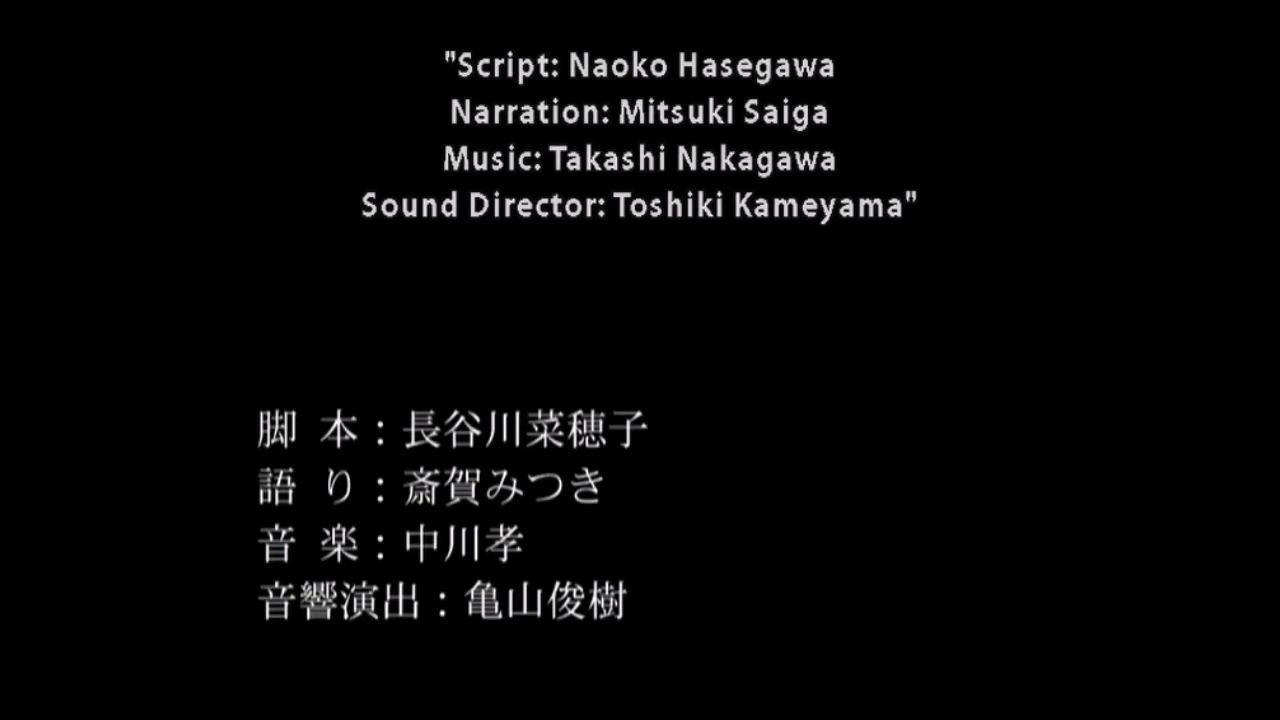 "Script: Naoko Hasegawa
Narration: Mitsuki Saiga
Music: Takashi Nakagawa
Sound Director: Toshiki Kameyama"
脚 本：長谷川菜穂子
語 り：斎賀みつき
音 楽：中川孝
音響演出：亀山俊樹